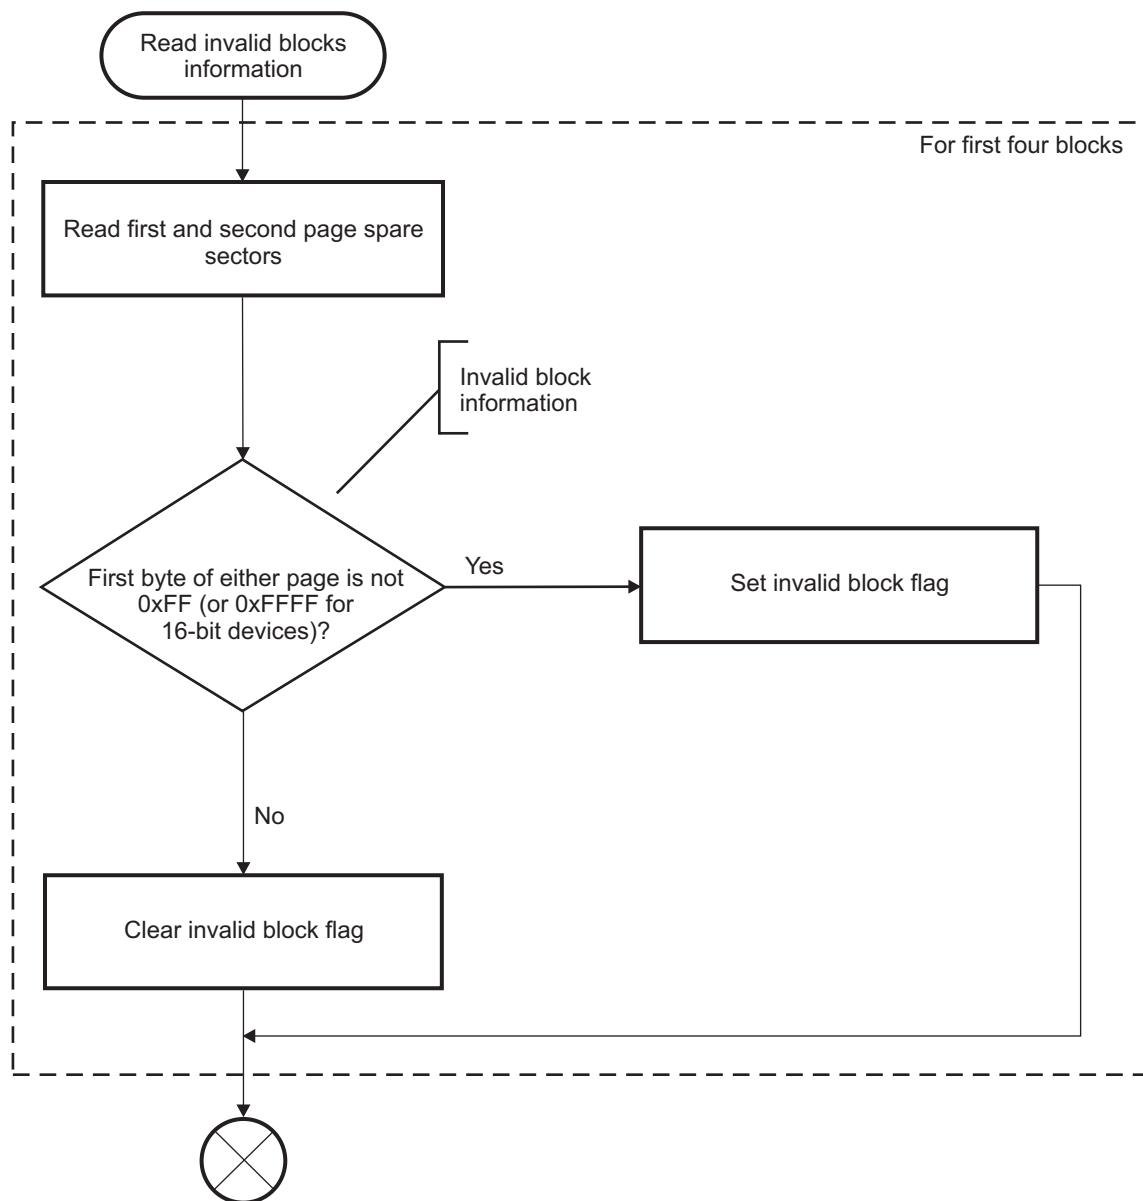 Read invalid blocks
information
For first four blocks
Read first and second page spare
sectors
Invalid block
information
First byte of either page is not
0xFF (or 0xFFFF for
16-bit devices)?
Yes
Set invalid block flag
No
Clear invalid block flag